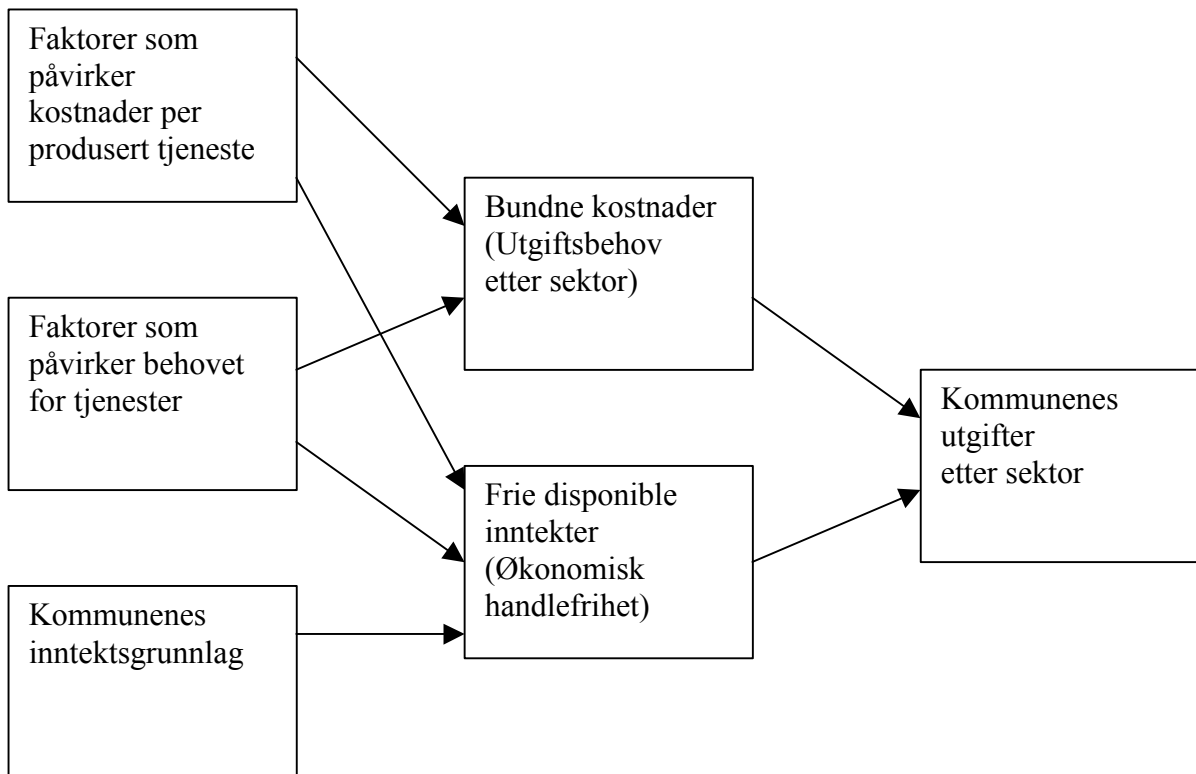 Faktorer som
påvirker
kostnader per
produsert tjeneste
Faktorer som
påvirker behovet
for tjenester
Kommunenes
inntektsgrunnlag
Bundne kostnader
(Utgiftsbehov
etter sektor)
Frie disponible
inntekter
(Økonomisk
handlefrihet)
Kommunenes
utgifter
etter sektor